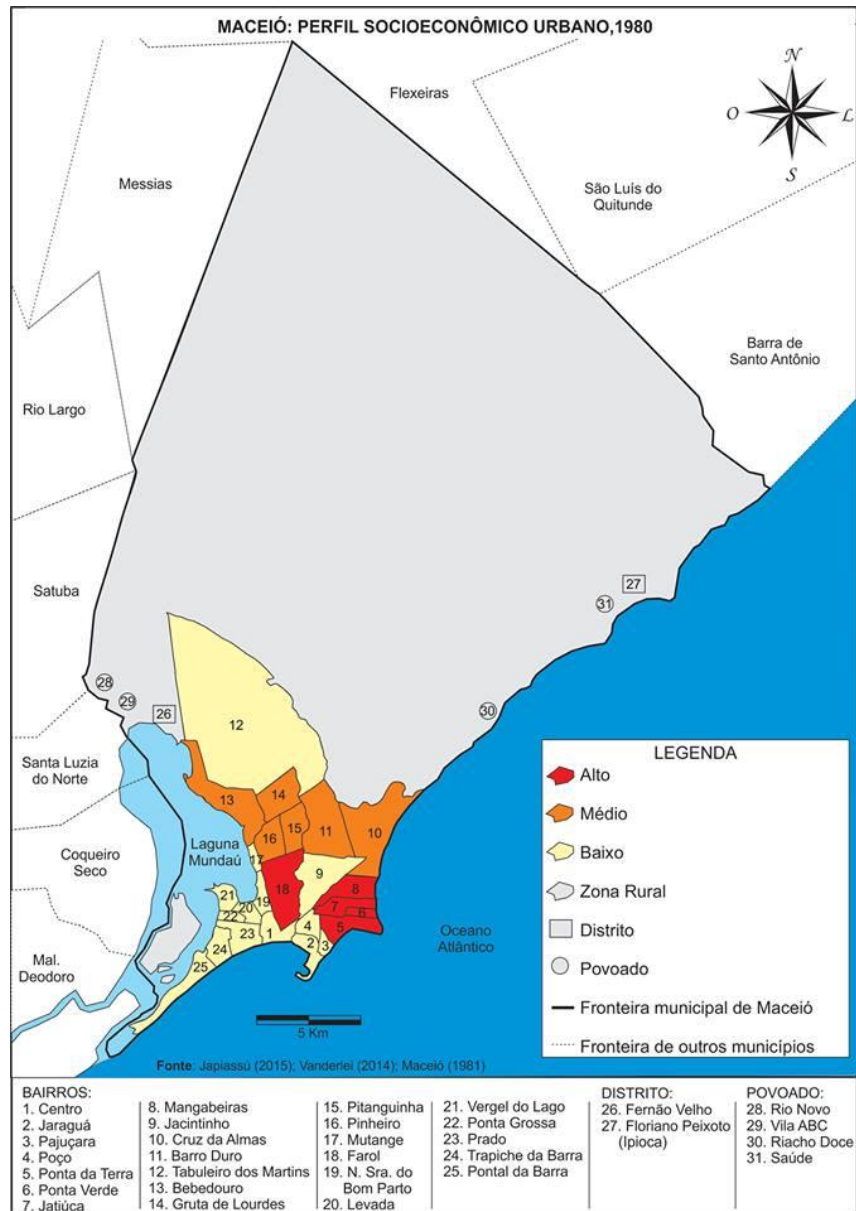 MACEIÓ: PERFIL SOCIOECONÔMICO URBANO,1980
N
O
L
S
Flexeiras
Messias
São Luís do
Quitunde
Barra de
Santo Antônio
Rio Largo
Satuba
27
31
28
29
26
30
12
Santa Luzia
do Norte
Coqueiro
Seco
Mal.
Deodoro
Laguna
Mundaú
13
14
15
16
11
10
17
18
9
8
7
6
5
21
20
19
22
23
1
4
2
3
24
25
Oceano
Atlântico
5 Km
LEGENDA
Alto
Médio
Baixo
Zona Rural
Distrito
Povoado
Fronteira municipal de Maceió
Fronteira de outros municípios
Fonte: Japiassú (2015); Vanderlei (2014); Maceió (1981)
BAIRROS:
1. Centro
2. Jaraguá
3. Pajuçara
4. Poço
5. Ponta da Terra
6. Ponta Verde
7. Jatiúca
8. Mangabeiras
9. Jacintinho
10. Cruz da Almas
11. Barro Duro
12. Tabuleiro dos Martins
13. Bebedouro
14. Gruta de Lourdes
15. Pitanguinha
16. Pinheiro
17. Mutange
18. Farol
19. N. Sra. do
Bom Parto
20. Levada
21. Vergel do Lago
22. Ponta Grossa
23. Prado
24. Trapiche da Barra
25. Pontal da Barra
DISTRITO:
26. Fernão Velho
27. Floriano Peixoto
(Ipioca)
POVOADO:
28. Rio Novo
29. Vila ABC
30. Riacho Doce
31. Saúde